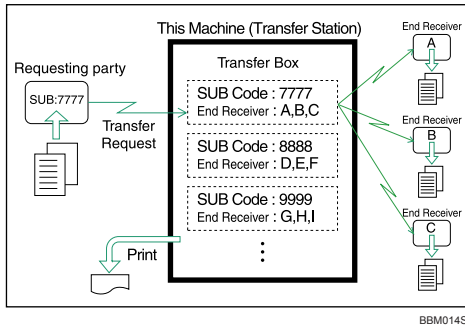 This Machine (Transfer Station)
Requesting party
SUB:7777
Transfer
Request
Transfer Box
SUB Code : 7777
End Receiver : A,B,C
SUB Code : 8888
End Receiver : D,E,F
SUB Code : 9999
End Receiver : G,H,I
Print
End Receiver
A
End Receiver
B
End Receiver
C
BBM014S